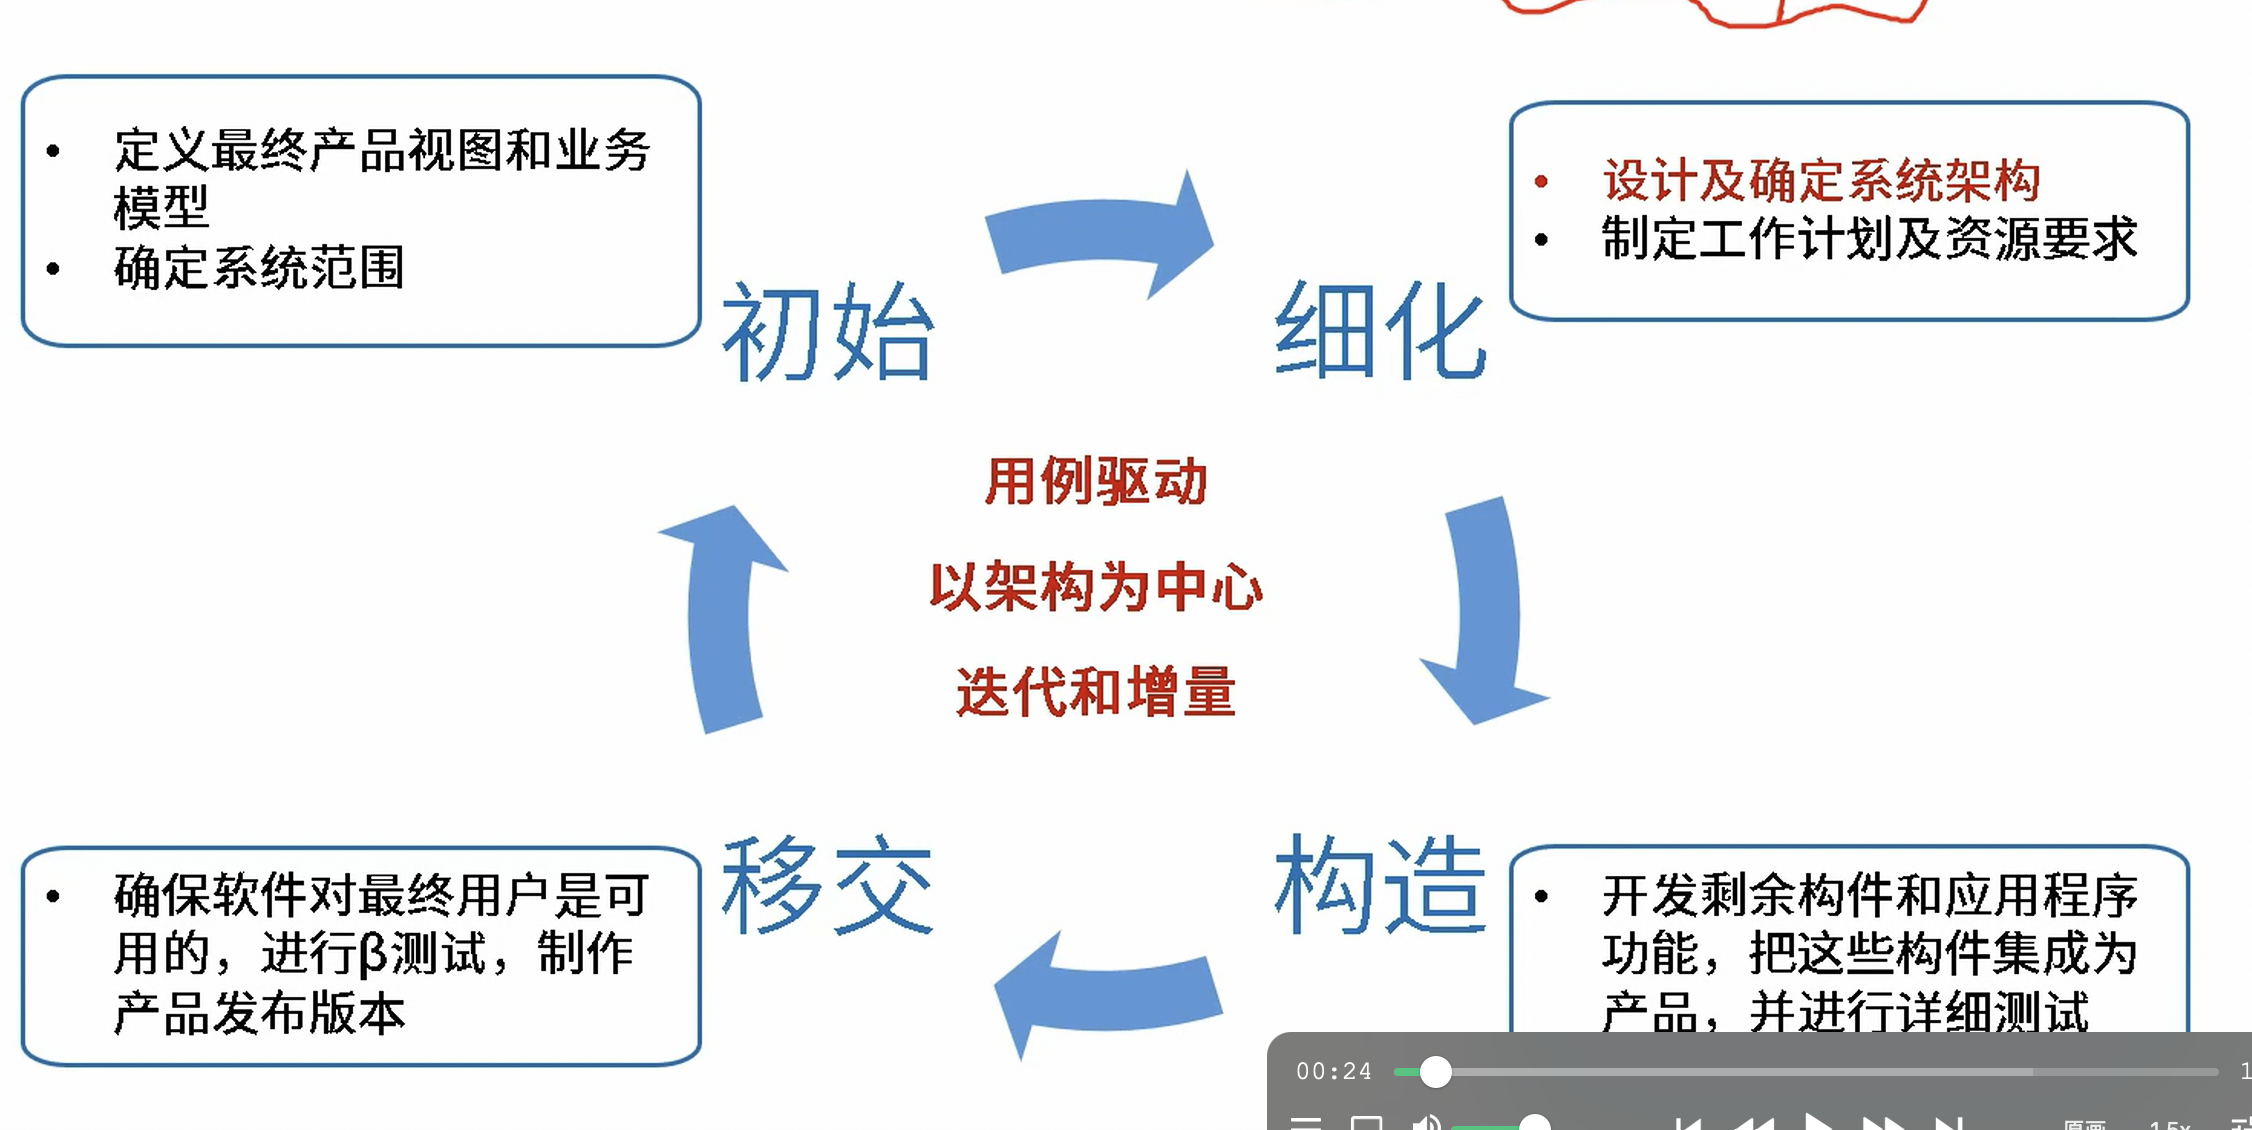 • 定义最终产品视图和业务
模型
• 确定系统范围
初始
细化
• 设计及确定系统架构
• 制定工作计划及资源要求
用例驱动
以架构为中心
迭代和增量
• 确保软件对最终用户是可
用的，进行β测试，制作
产品发布版本
移交
构造
• 开发剩余构件和应用程序
功能，把这些构件集成为
产品，并进行详细测试
00:24